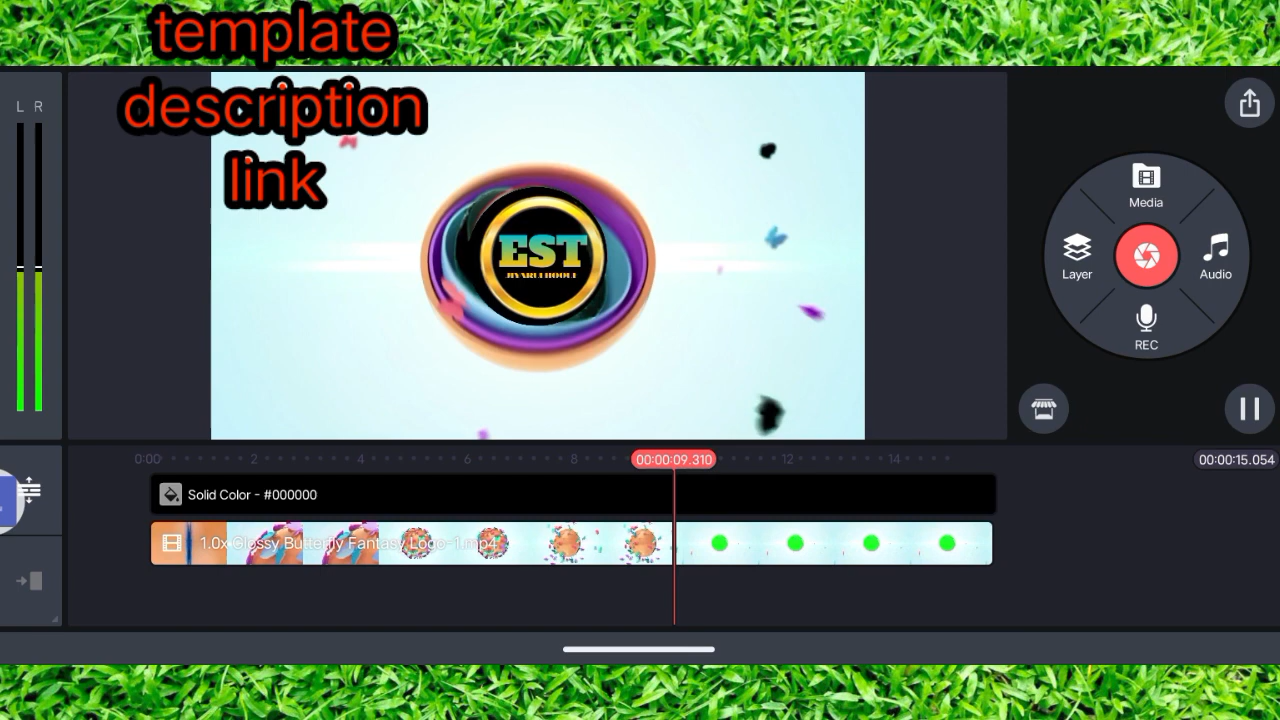 template
description
link
L R
EST
Media
Layer
Audio
REC
0:00 2 4 6 8 00:00:09.310 12 14 00:00:15.054
Solid Color - #000000
1.0x Glossy Butterfly Fantasy Logo-1.mp4